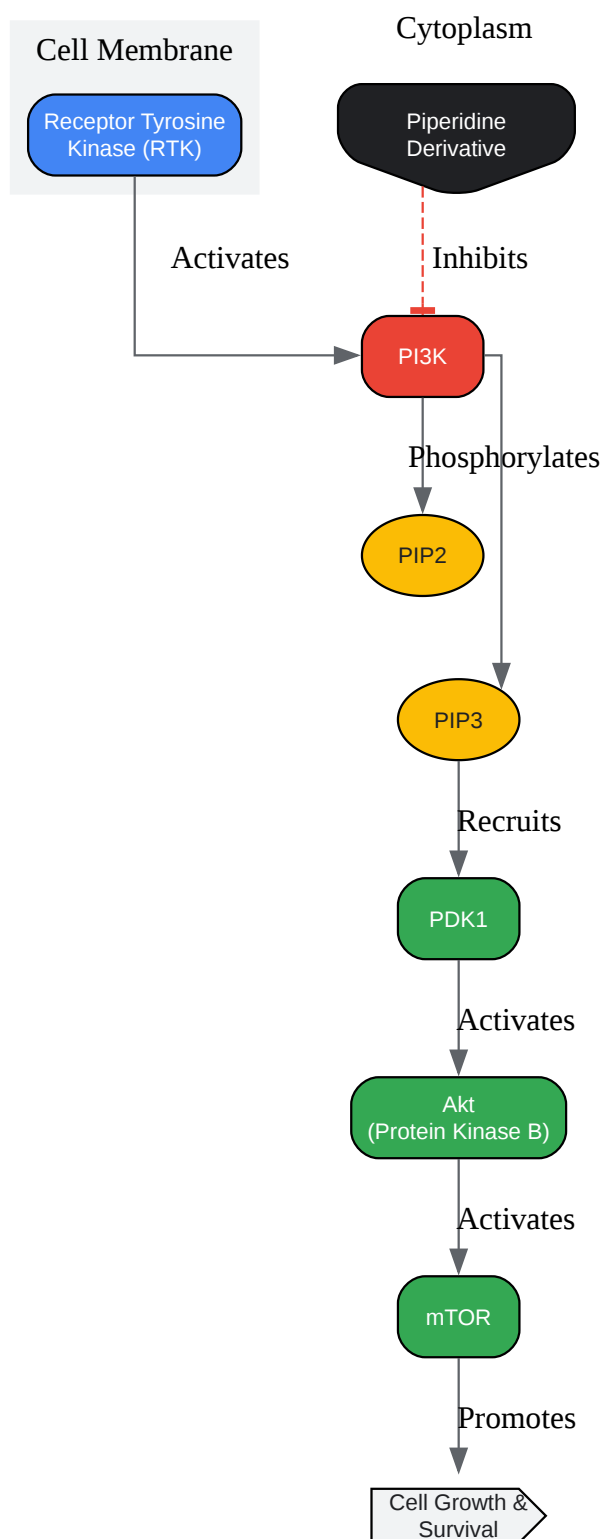 Cell Membrane
Cytoplasm
Receptor Tyrosine
Kinase (RTK)
Piperidine
Derivative
Activates
Inhibits
PI3K
Phosphorylates
PIP2
PIP3
Recruits
PDK1
Activates
Akt
(Protein Kinase B)
Activates
mTOR
Promotes
Cell Growth &
Survival